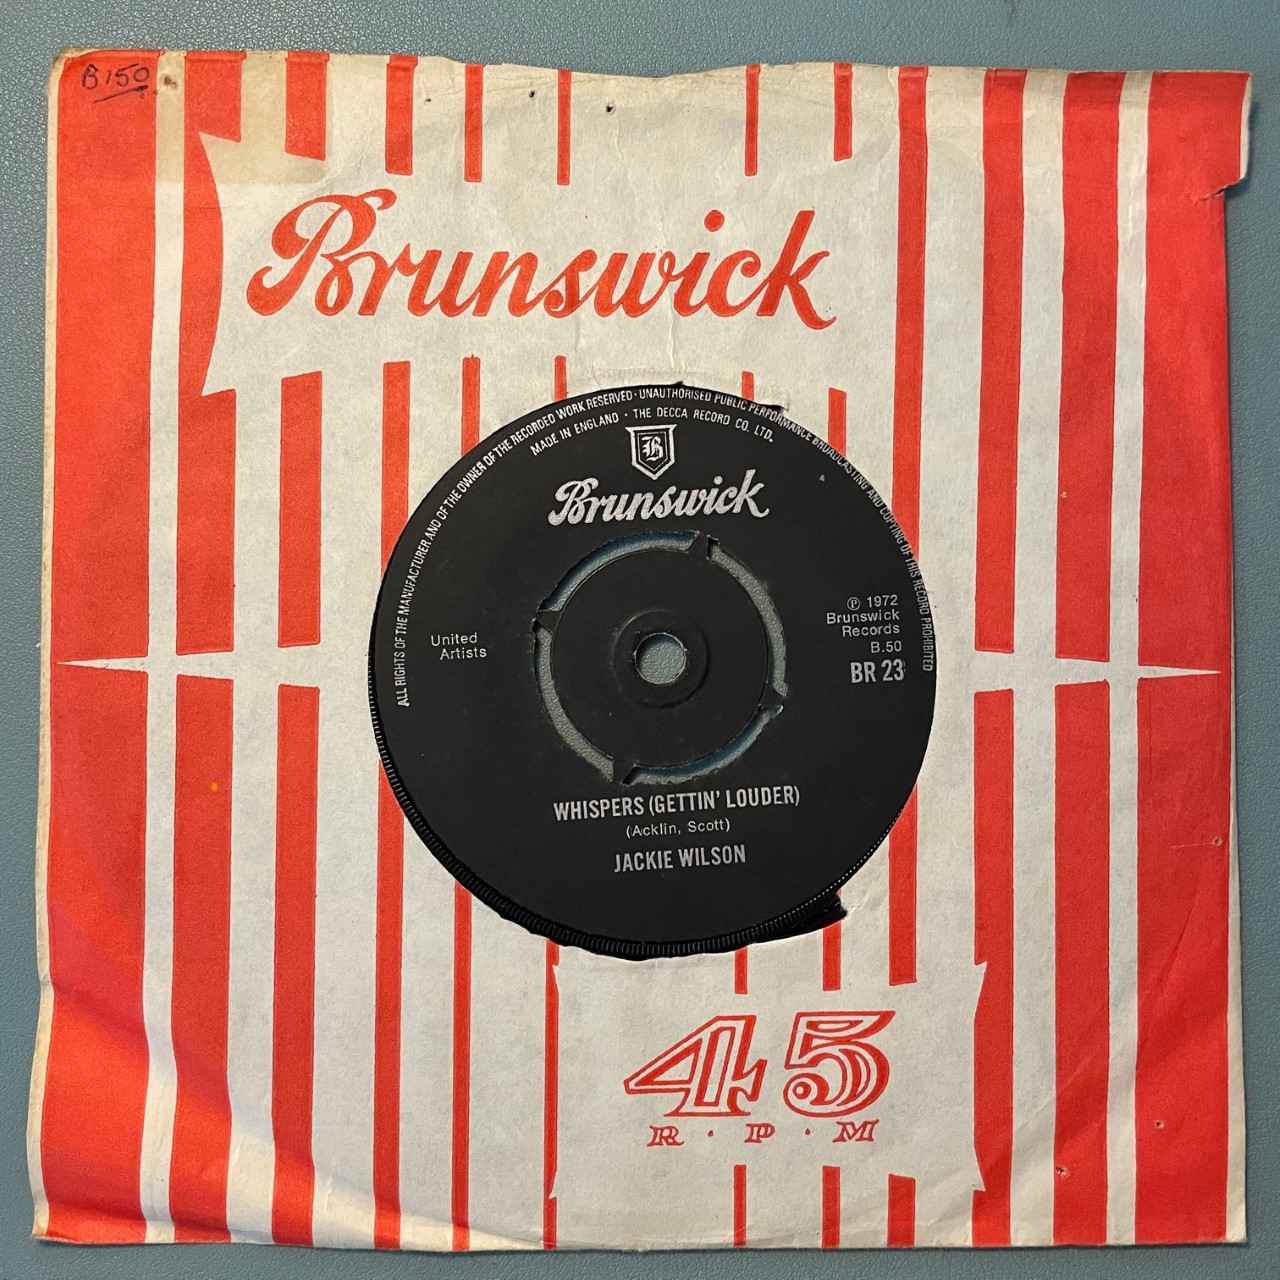 B150
Brunswick
ALL RIGHTS OF THE MANUFACTURER AND OF THE OWNER OF THE RECORDED WORK RESERVED · UNAUTHORISED PUBLIC PERFORMANCE BROADCASTING AND COPYING OF THIS RECORD PROHIBITED
MADE IN ENGLAND · THE DECCA RECORD CO. LTD.
B
Brunswick
United
Artists
Ⓟ 1972
Brunswick
Records
B.50
BR 23
WHISPERS (GETTIN' LOUDER)
(Acklin, Scott)
JACKIE WILSON
45
R·P·M